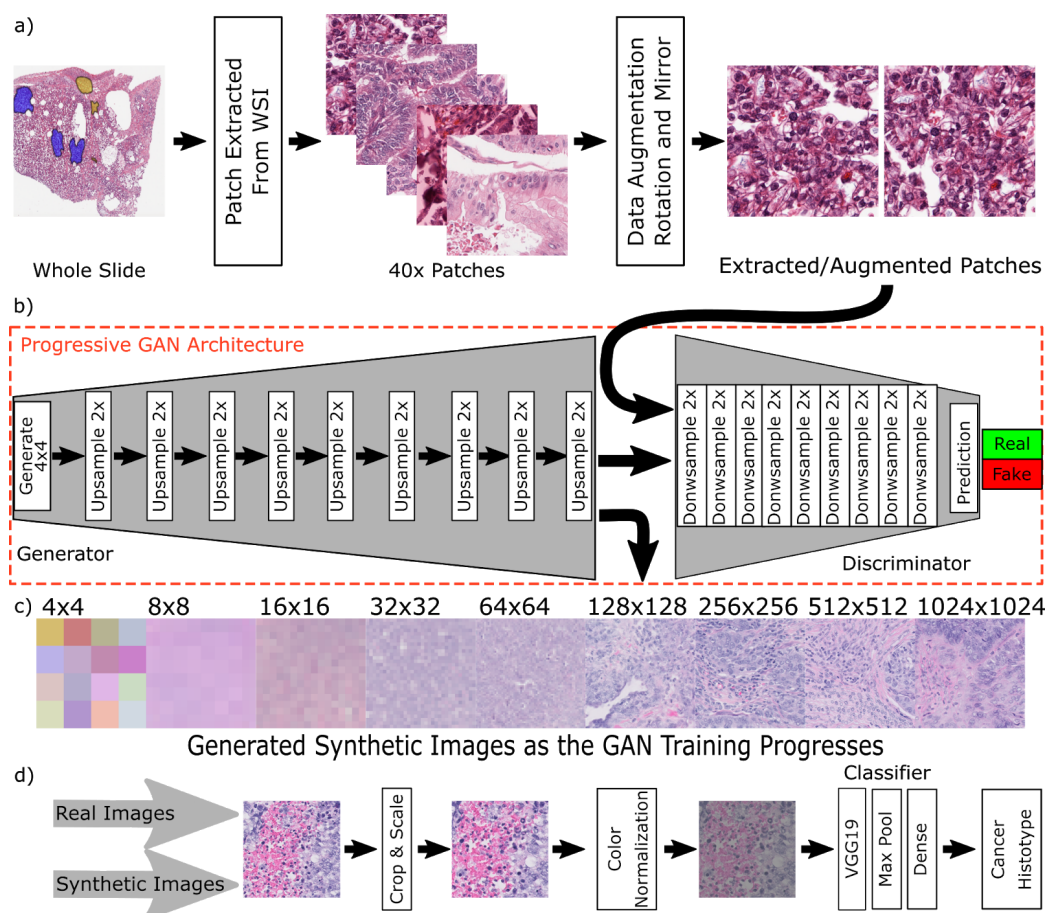 a)
Patch Extracted
From WSI
Data Augmentation
Rotation and Mirror
Whole Slide
40x Patches
Extracted/Augmented Patches
b)
Progressive GAN Architecture
Generate
4x4
Upsample 2x
Upsample 2x
Upsample 2x
Upsample 2x
Upsample 2x
Upsample 2x
Upsample 2x
Upsample 2x
Donwsample 2x
Donwsample 2x
Donwsample 2x
Donwsample 2x
Donwsample 2x
Donwsample 2x
Donwsample 2x
Donwsample 2x
Donwsample 2x
Prediction
Real
Fake
Generator
Discriminator
c)
4x4 8x8 16x16 32x32 64x64 128x128 256x256 512x512 1024x1024
Generated Synthetic Images as the GAN Training Progresses
d)
Real Images
Synthetic Images
Crop & Scale
Color
Normalization
Classifier
VGG19
Max Pool
Dense
Cancer
Histotype